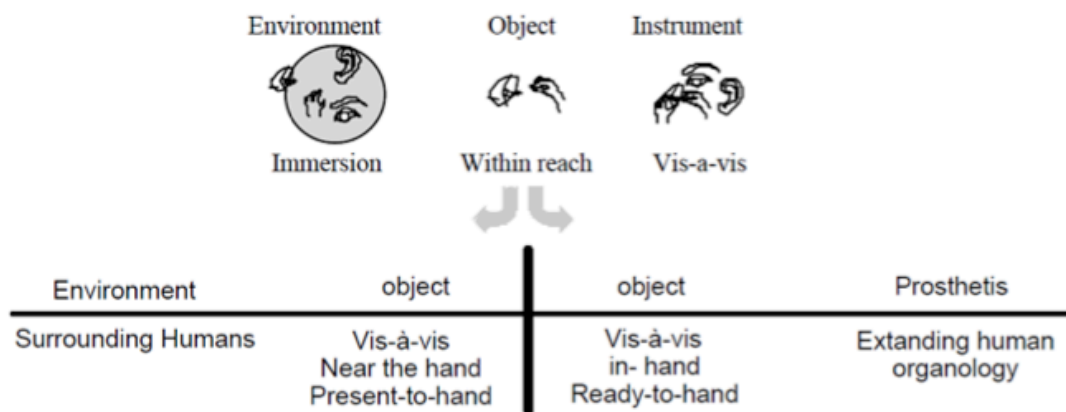 Environment Object Instrument
Immersion Within reach Vis-a-vis
Environment object object Prosthetis
Surrounding Humans Vis-à-vis Vis-à-vis Extanding human
Near the hand in- hand organology
Present-to-hand Ready-to-hand